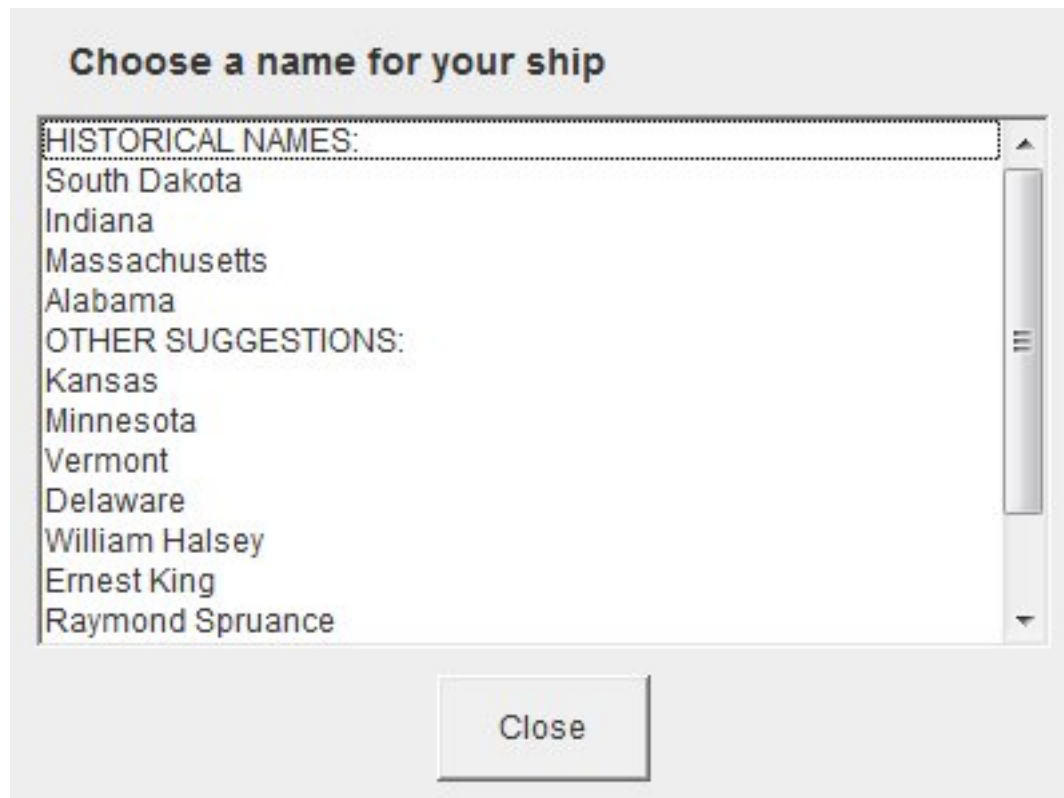 Choose a name for your ship
HISTORICAL NAMES:
South Dakota
Indiana
Massachusetts
Alabama
OTHER SUGGESTIONS:
Kansas
Minnesota
Vermont
Delaware
William Halsey
Ernest King
Raymond Spruance
Close